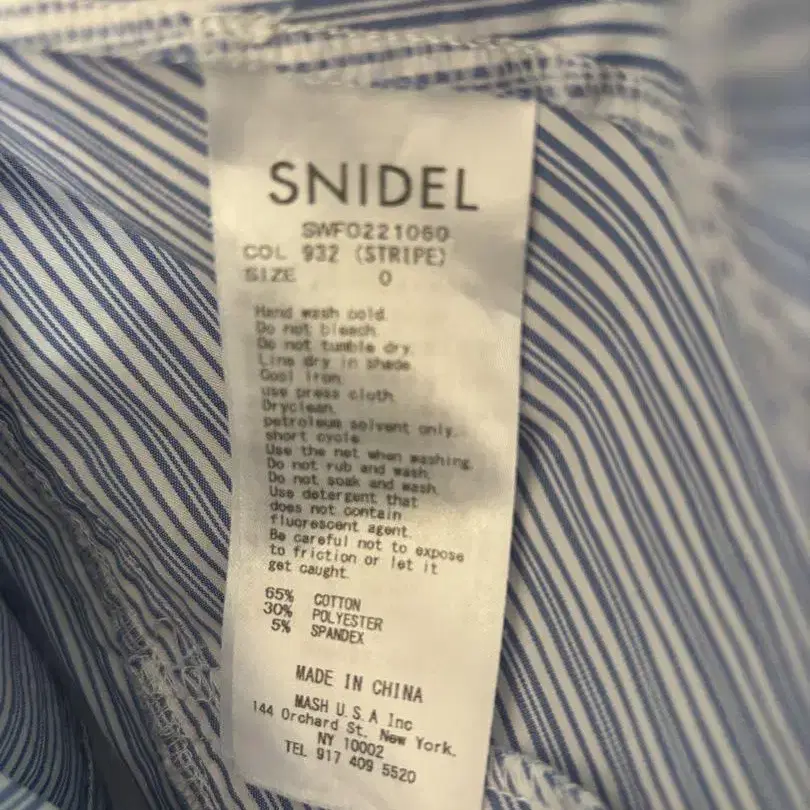 SNIDEL
SWFO221060
COL 932 (STRIPE)
SIZE 0
Hand wash cold.
Do not bleach.
Do not tumble dry.
Line dry in shade.
Cool iron.
use press cloth.
Dryclean.
petroleum solvent only.
short cycle
Use the net when washing.
Do not rub and wash.
Do not soak and wash.
Use detergent that
does not contain
fluorescent agent.
Be careful not to expose
to friction or let it
get caught.
65% COTTON
30% POLYESTER
5% SPANDEX
MADE IN CHINA
MASH U.S.A Inc
144 Orchard St. New York.
NY 10002
TEL 917 409 5520